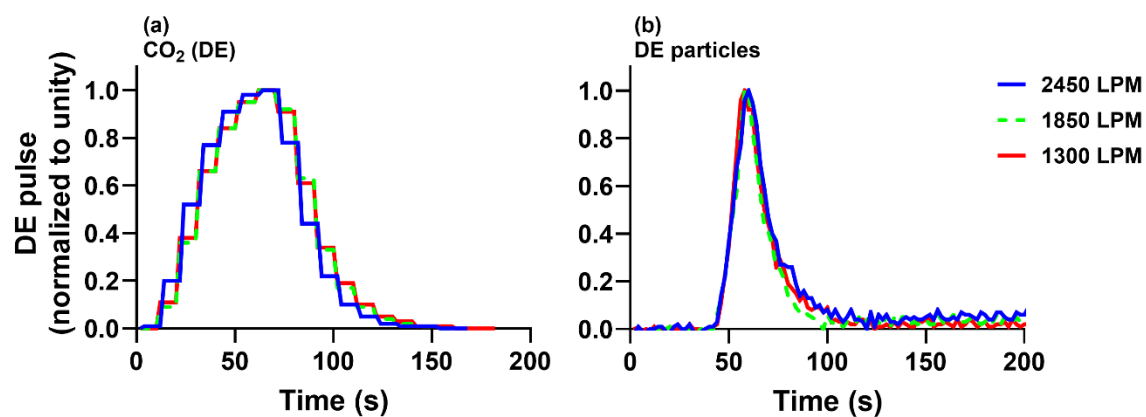 (a)
CO₂ (DE)
(b)
DE particles
DE pulse
(normalized to unity)
1.0
0.8
0.6
0.4
0.2
0.0
0
50
100
150
200
Time (s)
1.0
0.8
0.6
0.4
0.2
0.0
0
50
100
150
200
Time (s)
2450 LPM
1850 LPM
1300 LPM